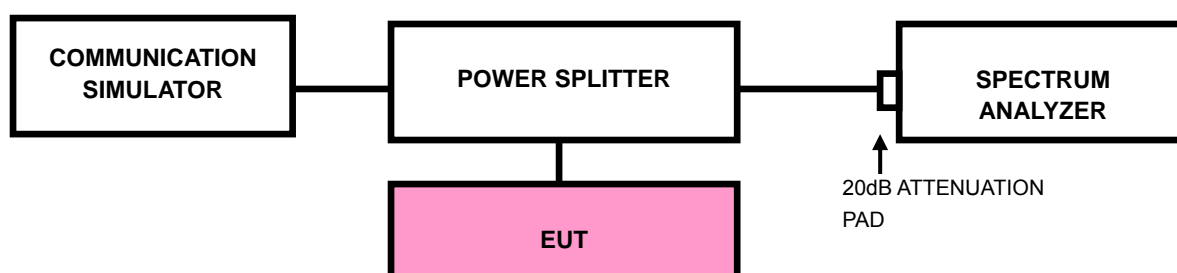 COMMUNICATION
SIMULATOR
POWER SPLITTER
SPECTRUM
ANALYZER
20dB ATTENUATION
PAD
EUT